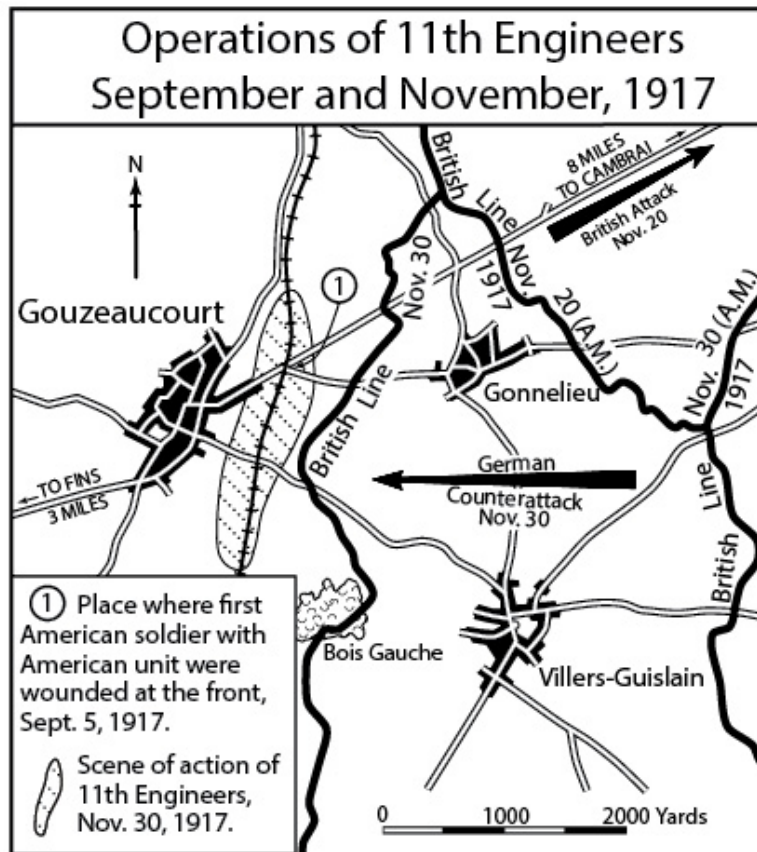 Operations of 11th Engineers
September and November, 1917
N
8 MILES
TO CAMBRAI
British Attack
Nov. 20
British Line Nov. 20 (A.M.)
1917
Nov. 30
British Line
1
Gouzeaucourt
Gonnelieu
Nov. 30 (A.M.)
1917
British Line
TO FINS
3 MILES
German
Counterattack
Nov. 30
Bois Gauche
Villers-Guislain
1 Place where first
American soldier with
American unit were
wounded at the front,
Sept. 5, 1917.
Scene of action of
11th Engineers,
Nov. 30, 1917.
0 1000 2000 Yards